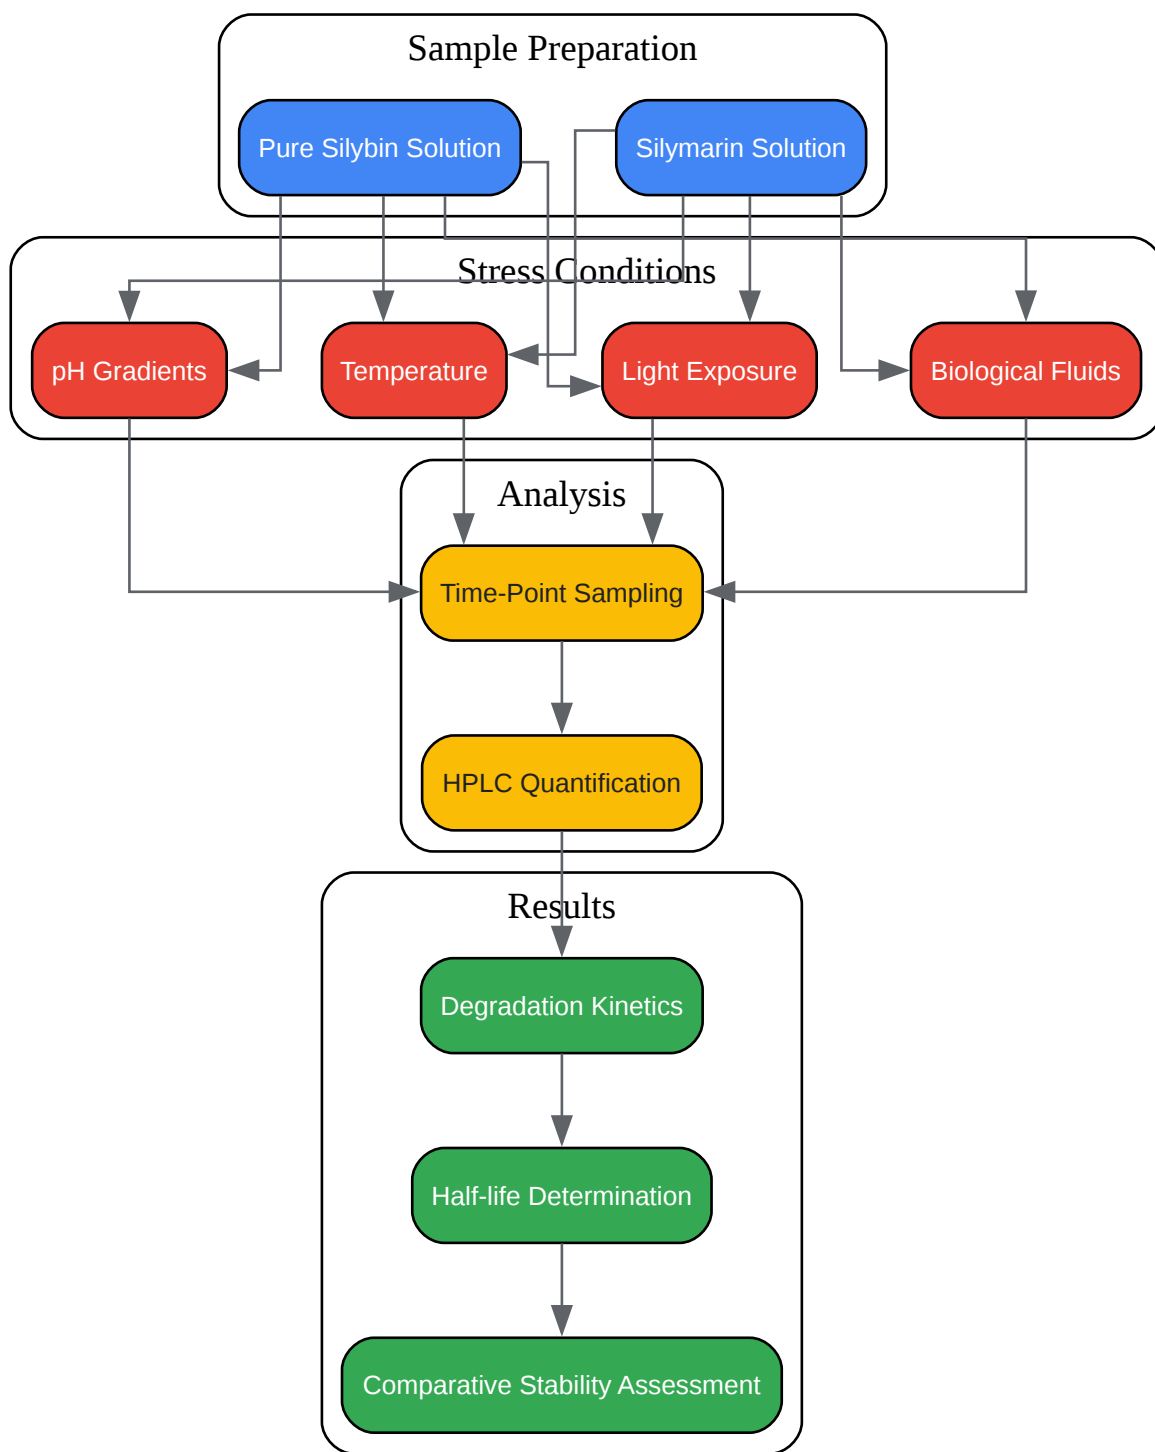 Sample Preparation
Pure Silybin Solution
Silymarin Solution
Stress Conditions
pH Gradients
Temperature
Light Exposure
Biological Fluids
Analysis
Time-Point Sampling
HPLC Quantification
Results
Degradation Kinetics
Half-life Determination
Comparative Stability Assessment